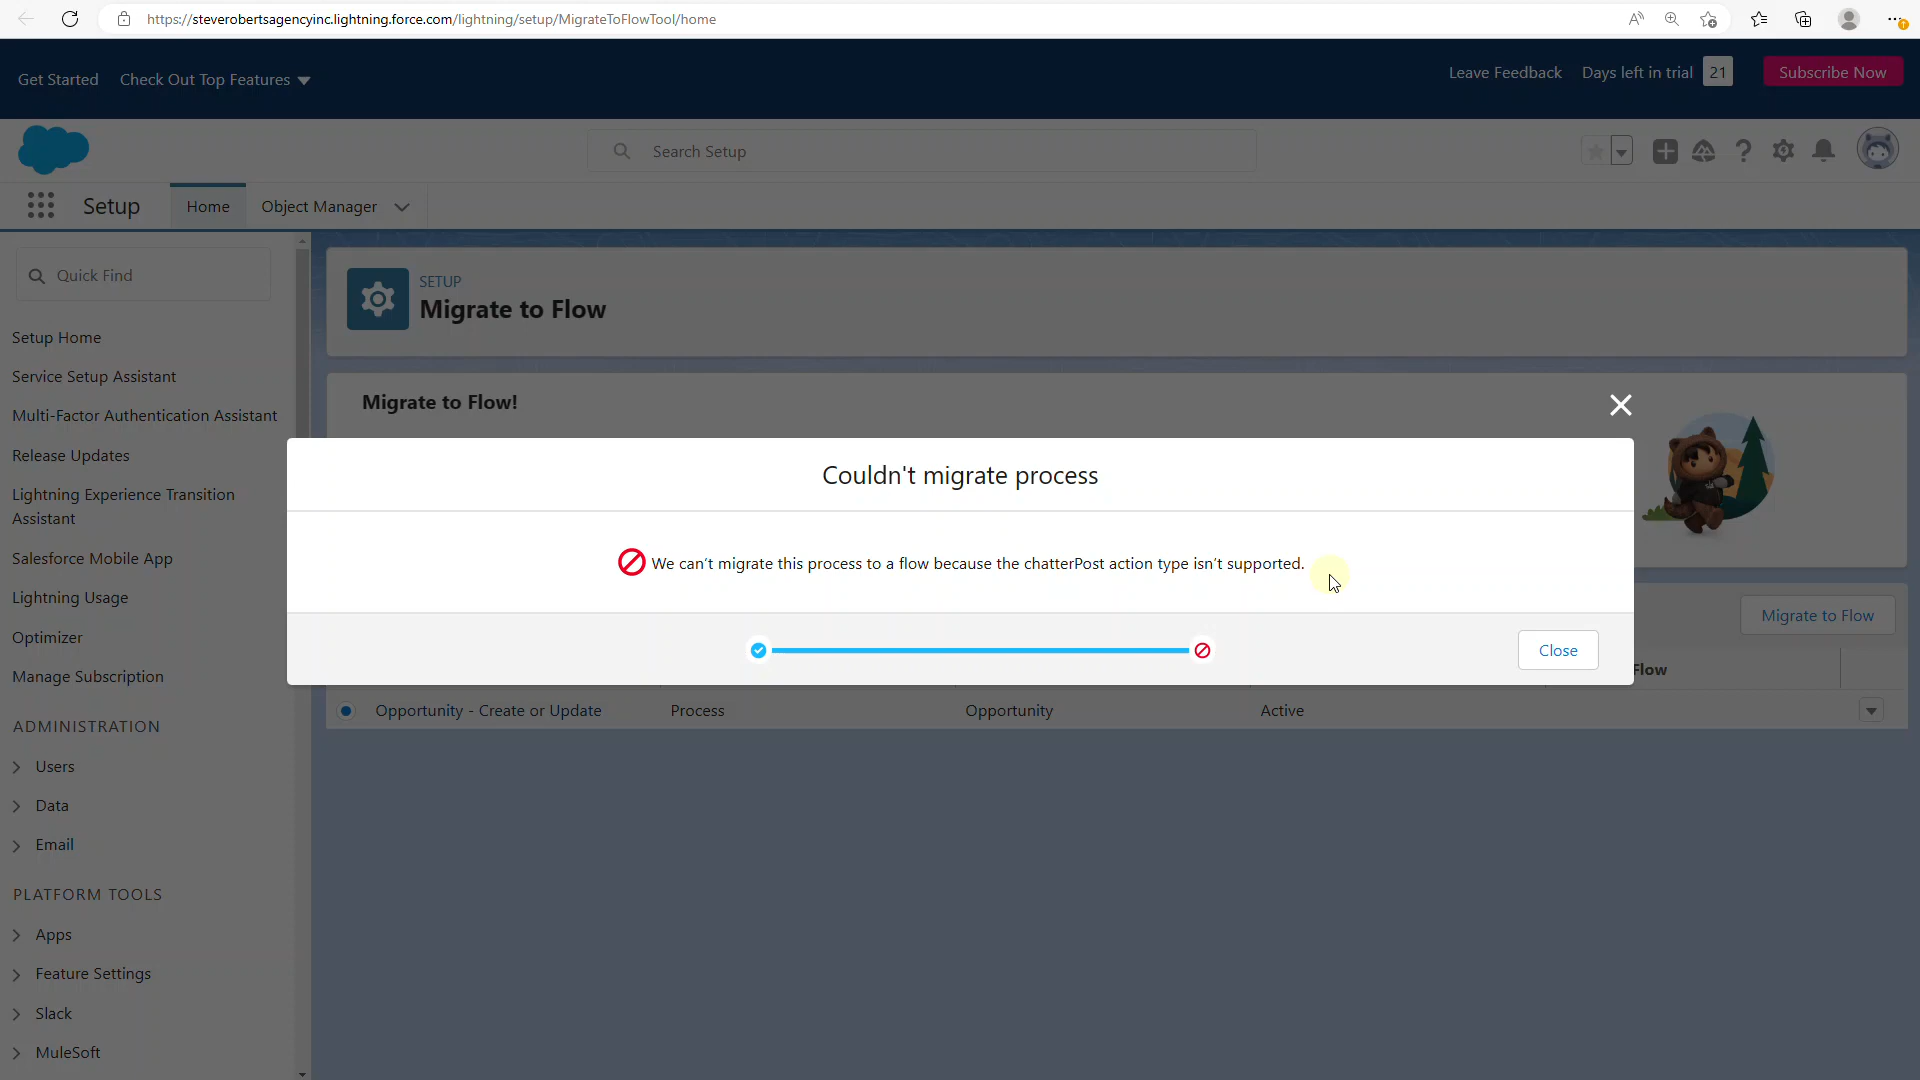 https://steverobertsagencyinc.lightning.force.com/lightning/setup/MigrateToFlowTool/home
Get Started
Check Out Top Features
Leave Feedback
Days left in trial
21
Subscribe Now
Search Setup
Setup
Home
Object Manager
Quick Find
Setup Home
Service Setup Assistant
Multi-Factor Authentication Assistant
Release Updates
Lightning Experience Transition
Assistant
Salesforce Mobile App
Lightning Usage
Optimizer
Manage Subscription
ADMINISTRATION
Users
Data
Email
PLATFORM TOOLS
Apps
Feature Settings
Slack
MuleSoft
SETUP
Migrate to Flow
Migrate to Flow!
Couldn't migrate process
We can't migrate this process to a flow because the chatterPost action type isn't supported.
Close
Migrate to Flow
Flow
Opportunity - Create or Update
Process
Opportunity
Active